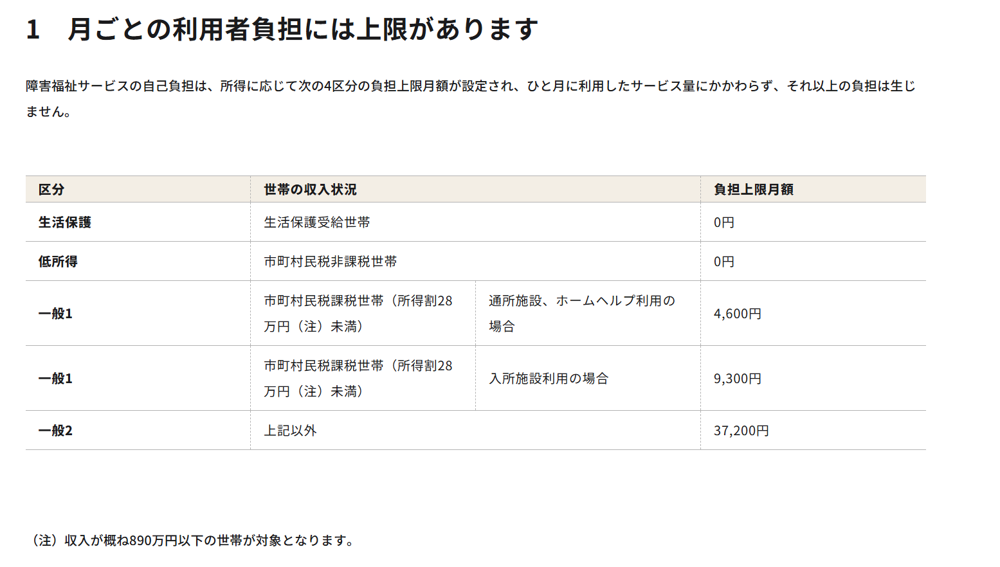 1　月ごとの利用者負担には上限があります
障害福祉サービスの自己負担は、所得に応じて次の4区分の負担上限月額が設定され、ひと月に利用したサービス量にかかわらず、それ以上の負担は生じ
ません。
区分 世帯の収入状況 負担上限月額
生活保護 生活保護受給世帯 0円
低所得 市町村民税非課税世帯 0円
一般1 市町村民税課税世帯（所得割28 通所施設、ホームヘルプ利用の 4,600円
万円（注）未満） 場合
一般1 市町村民税課税世帯（所得割28 入所施設利用の場合 9,300円
万円（注）未満）
一般2 上記以外 37,200円
（注）収入が概ね890万円以下の世帯が対象となります。